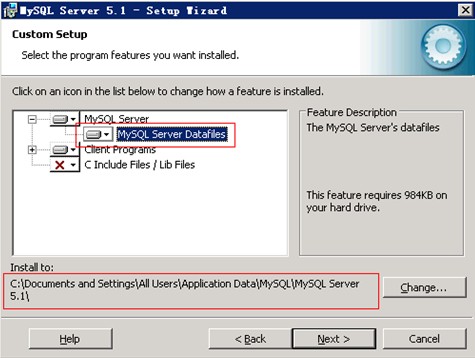 MySQL Server 5.1 - Setup Wizard
Custom Setup
Select the program features you want installed.
Click on an icon in the list below to change how a feature is installed.
MySQL Server
MySQL Server Datafiles
Client Programs
C Include Files / Lib Files
Feature Description
The MySQL Server's datafiles
This feature requires 984KB on
your hard drive.
Install to:
C:\Documents and Settings\All Users\Application Data\MySQL\MySQL Server
5.1\
Change...
Help
< Back
Next >
Cancel